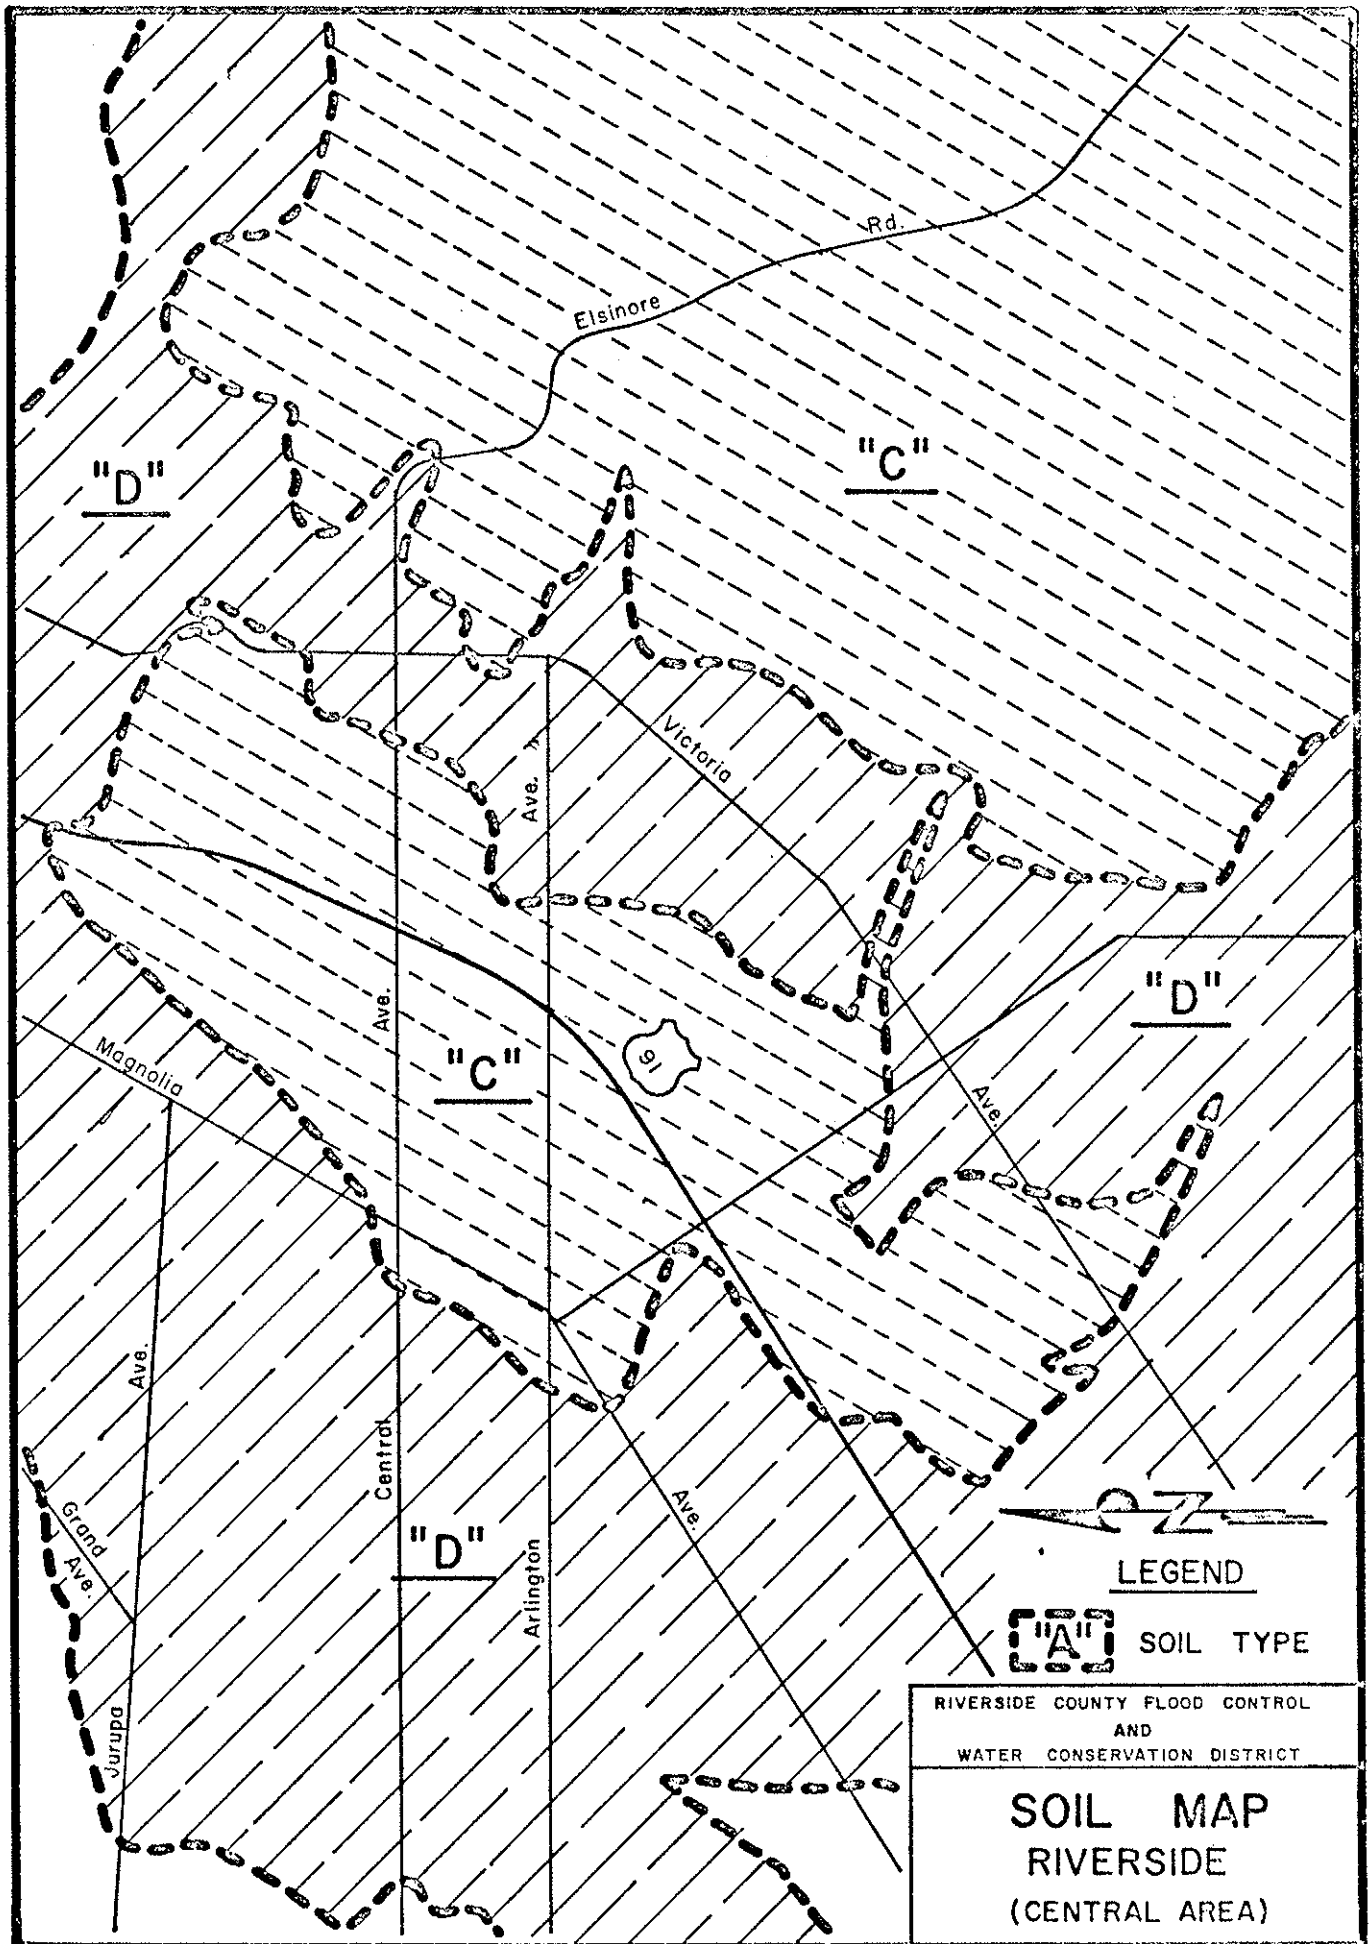 Rd.
Elsinore
"C"
"D"
Victoria
Ave.
Ave.
"D"
Magnolia
"C"
91
Ave.
Ave.
Central
Grand
Ave.
"D"
Ave.
Arlington
Jurupa
N
LEGEND
"A" SOIL TYPE
RIVERSIDE COUNTY FLOOD CONTROL
AND
WATER CONSERVATION DISTRICT
SOIL MAP
RIVERSIDE
(CENTRAL AREA)